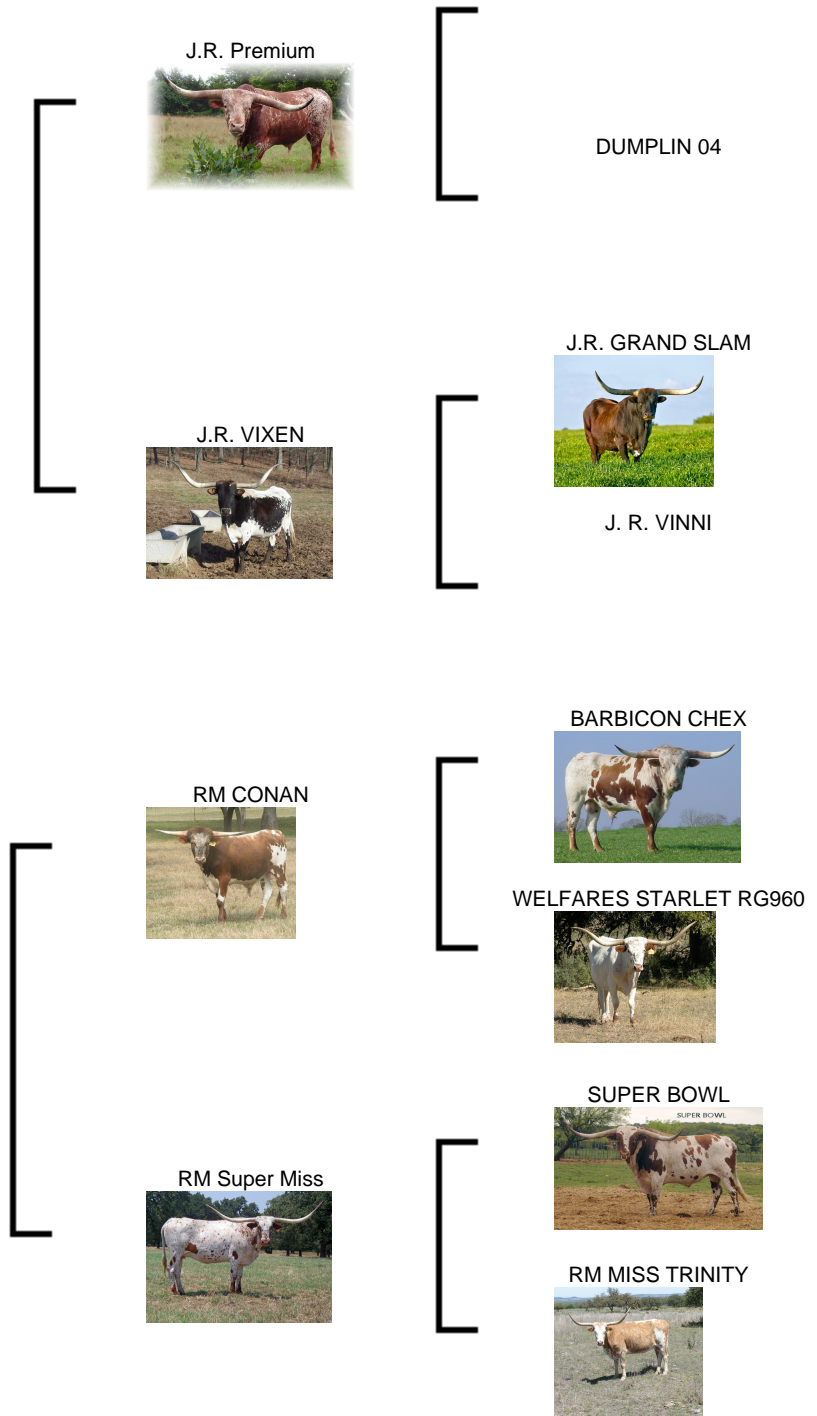 J.R. Premium
DUMPLIN 04
J.R. GRAND SLAM
J.R. VIXEN
J. R. VINNI
BARBICON CHEX
RM CONAN
WELFARES STARLET RG960
SUPER BOWL
SUPER BOWL
RM Super Miss
RM MISS TRINITY